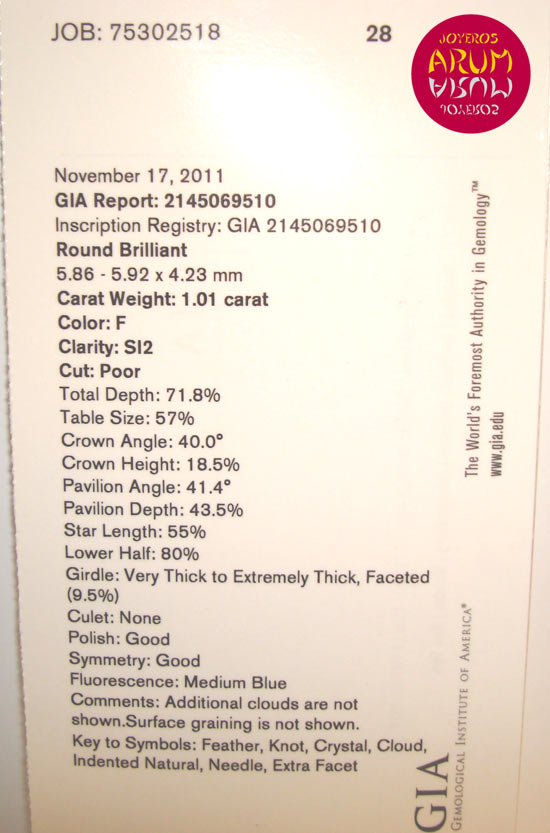 JOB: 75302518
28
JOYEROS
ARUM
ARUM
JOYEROS
November 17, 2011
GIA Report: 2145069510
Inscription Registry: GIA 2145069510
Round Brilliant
5.86 - 5.92 x 4.23 mm
Carat Weight: 1.01 carat
Color: F
Clarity: SI2
Cut: Poor
Total Depth: 71.8%
Table Size: 57%
Crown Angle: 40.0°
Crown Height: 18.5%
Pavilion Angle: 41.4°
Pavilion Depth: 43.5%
Star Length: 55%
Lower Half: 80%
Girdle: Very Thick to Extremely Thick, Faceted
(9.5%)
Culet: None
Polish: Good
Symmetry: Good
Fluorescence: Medium Blue
Comments: Additional clouds are not
shown.Surface graining is not shown.
Key to Symbols: Feather, Knot, Crystal, Cloud,
Indented Natural, Needle, Extra Facet
The World's Foremost Authority in Gemology™
www.gia.edu
GIA
GEMOLOGICAL INSTITUTE OF AMERICA®